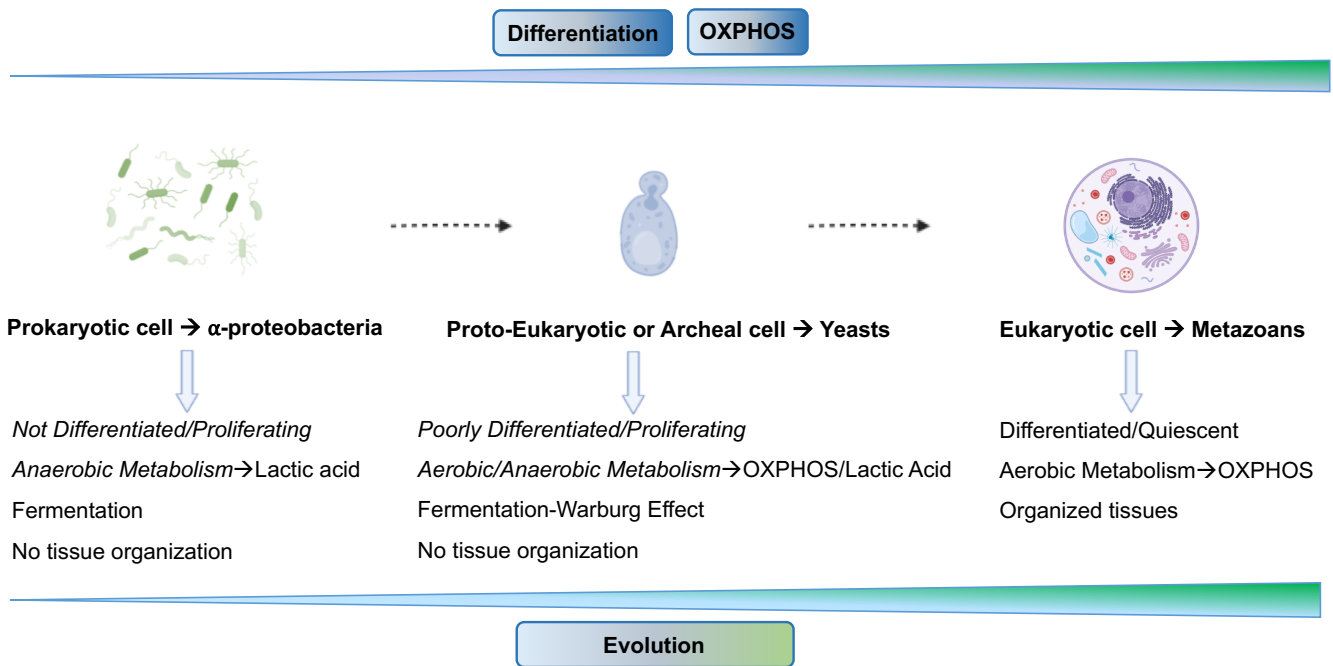 Differentiation
OXPHOS
Prokaryotic cell → α-proteobacteria
Proto-Eukaryotic or Archeal cell → Yeasts
Eukaryotic cell → Metazoans
Not Differentiated/Proliferating
Anaerobic Metabolism→Lactic acid
Fermentation
No tissue organization
Poorly Differentiated/Proliferating
Aerobic/Anaerobic Metabolism→OXPHOS/Lactic Acid
Fermentation-Warburg Effect
No tissue organization
Differentiated/Quiescent
Aerobic Metabolism→OXPHOS
Organized tissues
Evolution